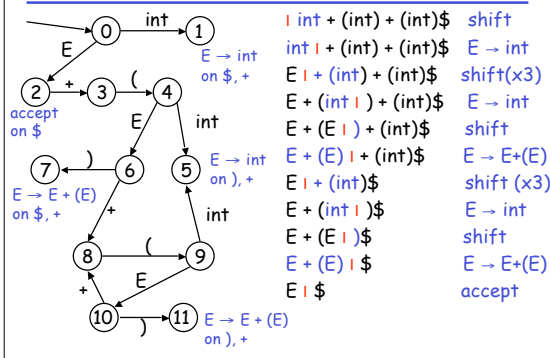 0 int 1
E
2 + 3 ( 4
accept
on $
E → int
on $, +
E
int
7 ) 6
E → E + (E)
on $, +
5
E → int
on ), +
+
int
8 ( 9
+
E
10 ) 11
E → E + (E)
on ), +
I int + (int) + (int)$ shift
int I + (int) + (int)$ E → int
E I + (int) + (int)$ shift(x3)
E + (int I ) + (int)$ E → int
E + (E I ) + (int)$ shift
E + (E) I + (int)$ E → E+(E)
E I + (int)$ shift (x3)
E + (int I )$ E → int
E + (E I )$ shift
E + (E) I $ E → E+(E)
E I $ accept